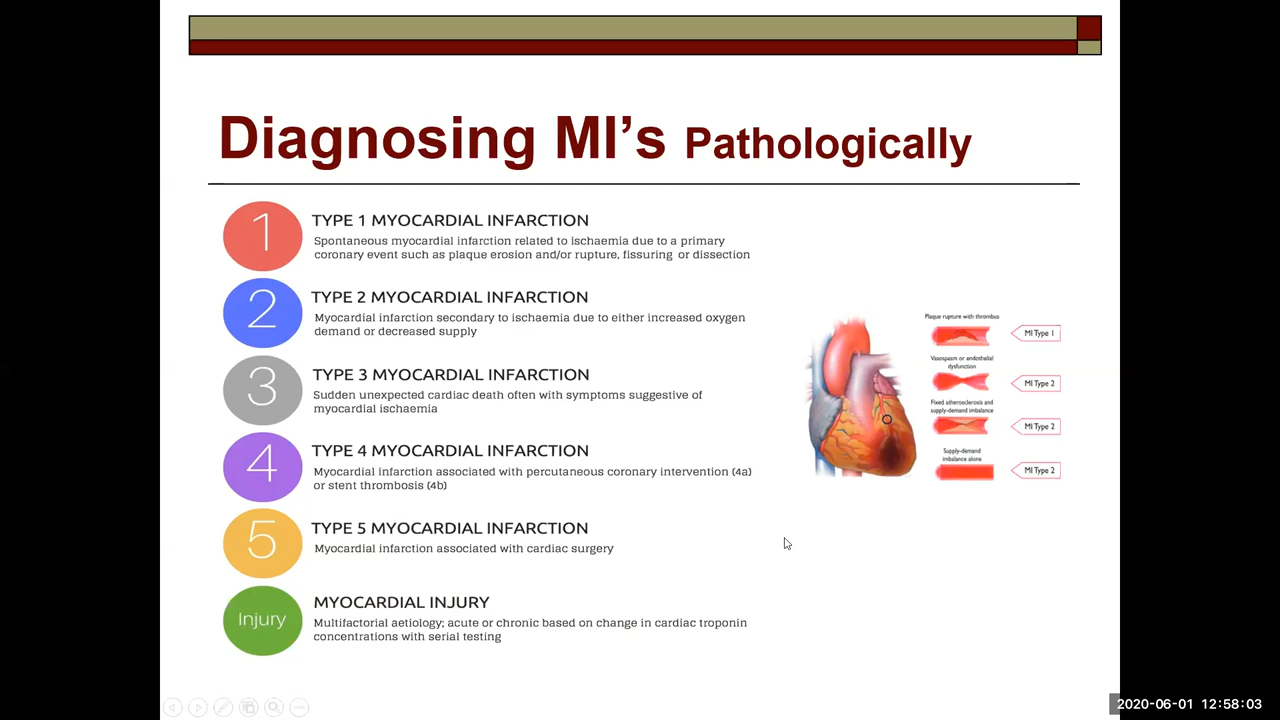 Diagnosing MI’s Pathologically
1
TYPE 1 MYOCARDIAL INFARCTION
Spontaneous myocardial infarction related to ischaemia due to a primary
coronary event such as plaque erosion and/or rupture, fissuring or dissection
2
TYPE 2 MYOCARDIAL INFARCTION
Myocardial infarction secondary to ischaemia due to either increased oxygen
demand or decreased supply
3
TYPE 3 MYOCARDIAL INFARCTION
Sudden unexpected cardiac death often with symptoms suggestive of
myocardial ischaemia
4
TYPE 4 MYOCARDIAL INFARCTION
Myocardial infarction associated with percutaneous coronary intervention (4a)
or stent thrombosis (4b)
5
TYPE 5 MYOCARDIAL INFARCTION
Myocardial infarction associated with cardiac surgery
Injury
MYOCARDIAL INJURY
Multifactorial aetiology; acute or chronic based on change in cardiac troponin
concentrations with serial testing
Plaque rupture with thrombus
MI Type 1
Vasospasm or endothelial
dysfunction
MI Type 2
Fixed atherosclerosis and
supply-demand imbalance
MI Type 2
Supply-demand
imbalance alone
MI Type 2
2020-06-01 12:58:03